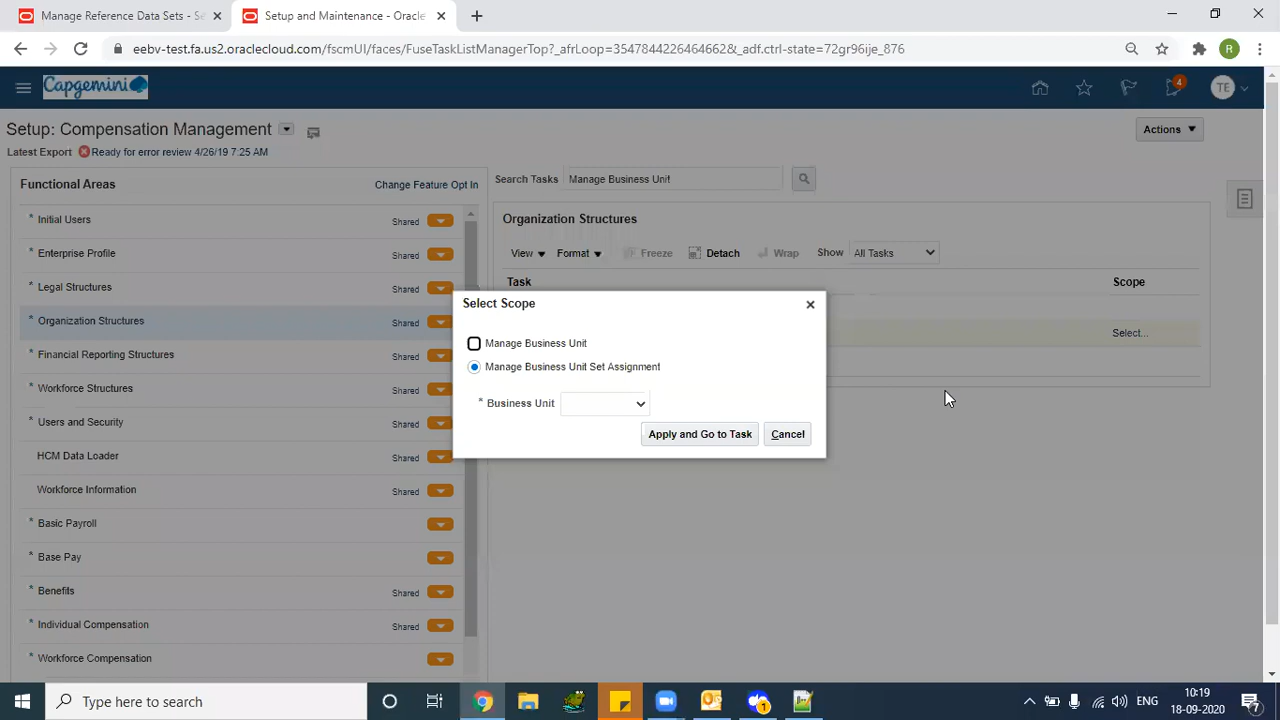 Manage Reference Data Sets - Se
Setup and Maintenance - Oracle
eebv-test.fa.us2.oraclecloud.com/fscmUI/faces/FuseTaskListManagerTop?_afrLoop=3547844226464662&_adf.ctrl-state=72gr96ije_876
R
Capgemini
4
TE
Setup: Compensation Management
Actions
Latest Export Ready for error review 4/26/19 7:25 AM
Functional Areas
Change Feature Opt In
* Initial Users Shared
* Enterprise Profile Shared
* Legal Structures Shared
* Organization Structures Shared
* Financial Reporting Structures Shared
* Workforce Structures Shared
* Users and Security Shared
HCM Data Loader Shared
Workforce Information Shared
* Basic Payroll
* Base Pay
* Benefits Shared
* Individual Compensation Shared
* Workforce Compensation
Search Tasks Manage Business Unit
Organization Structures
View Format Freeze Detach Wrap Show All Tasks
Task Scope
Select...
Select Scope
Manage Business Unit
Manage Business Unit Set Assignment
* Business Unit
Apply and Go to Task Cancel
Type here to search
1
ENG
10:19
18-09-2020
7